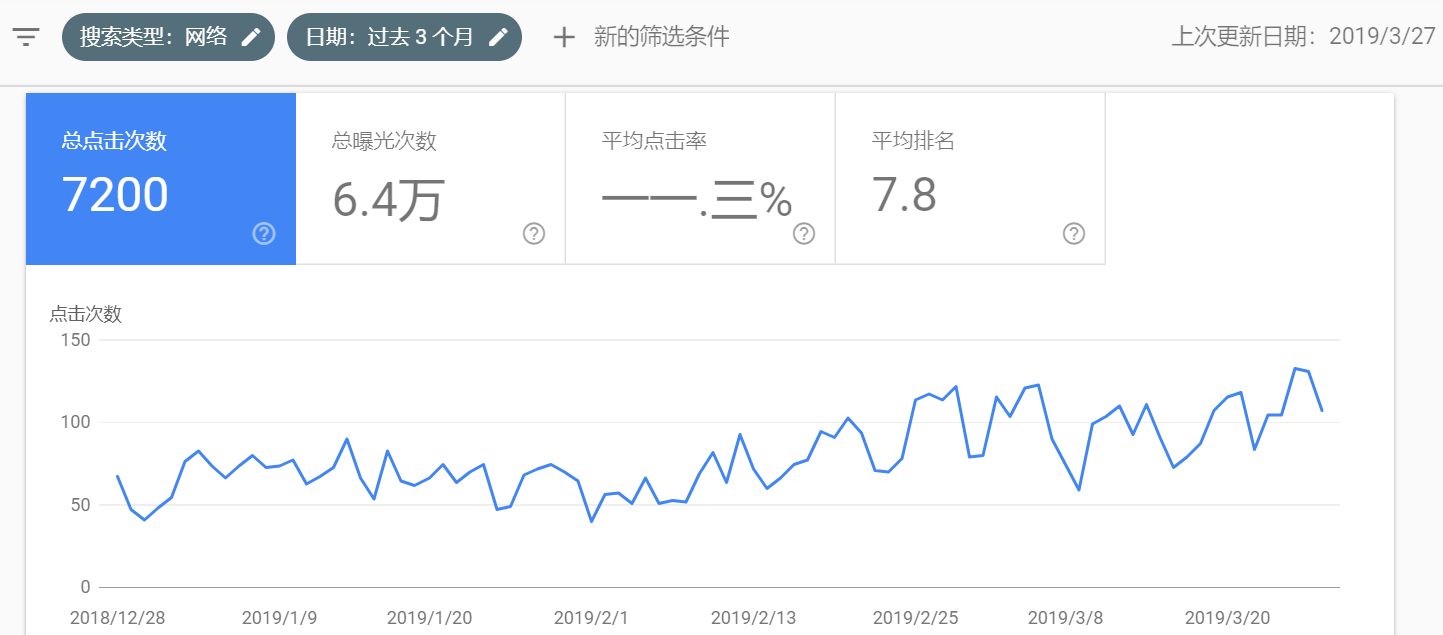 搜索类型：网络 日期：过去 3 个月 新的筛选条件 上次更新日期：2019/3/27
总点击次数 总曝光次数 平均点击率 平均排名
7200 6.4万 一一.三% 7.8
点击次数
150
100
50
0
2018/12/28 2019/1/9 2019/1/20 2019/2/1 2019/2/13 2019/2/25 2019/3/8 2019/3/20